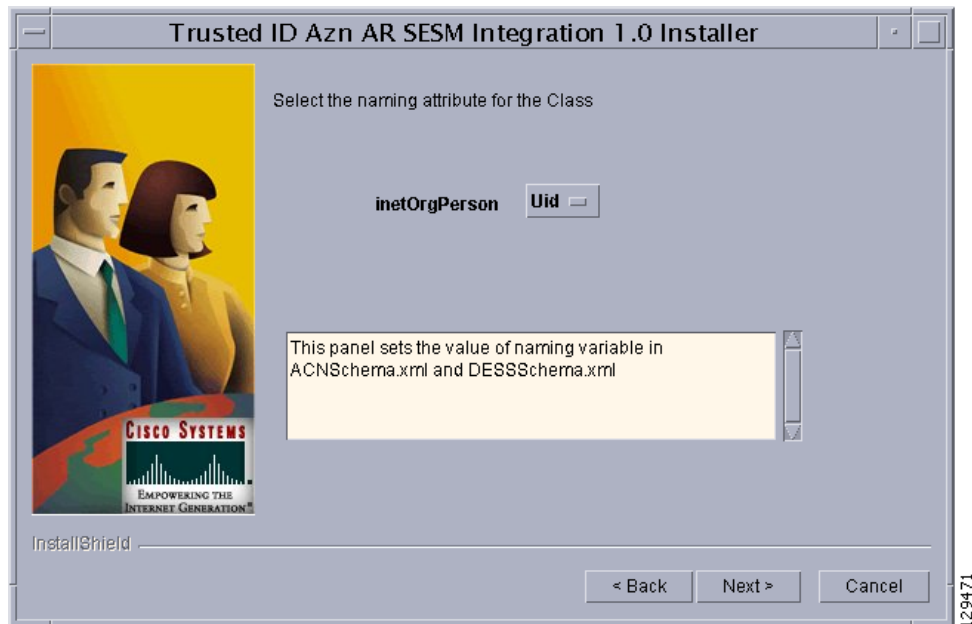 Trusted ID Azn AR SESM Integration 1.0 Installer
Select the naming attribute for the Class
inetOrgPerson Uid
This panel sets the value of naming variable in
ACNSchema.xml and DESSSchema.xml
CISCO SYSTEMS
EMPOWERING THE
INTERNET GENERATION
InstallShield
< Back Next > Cancel
129471